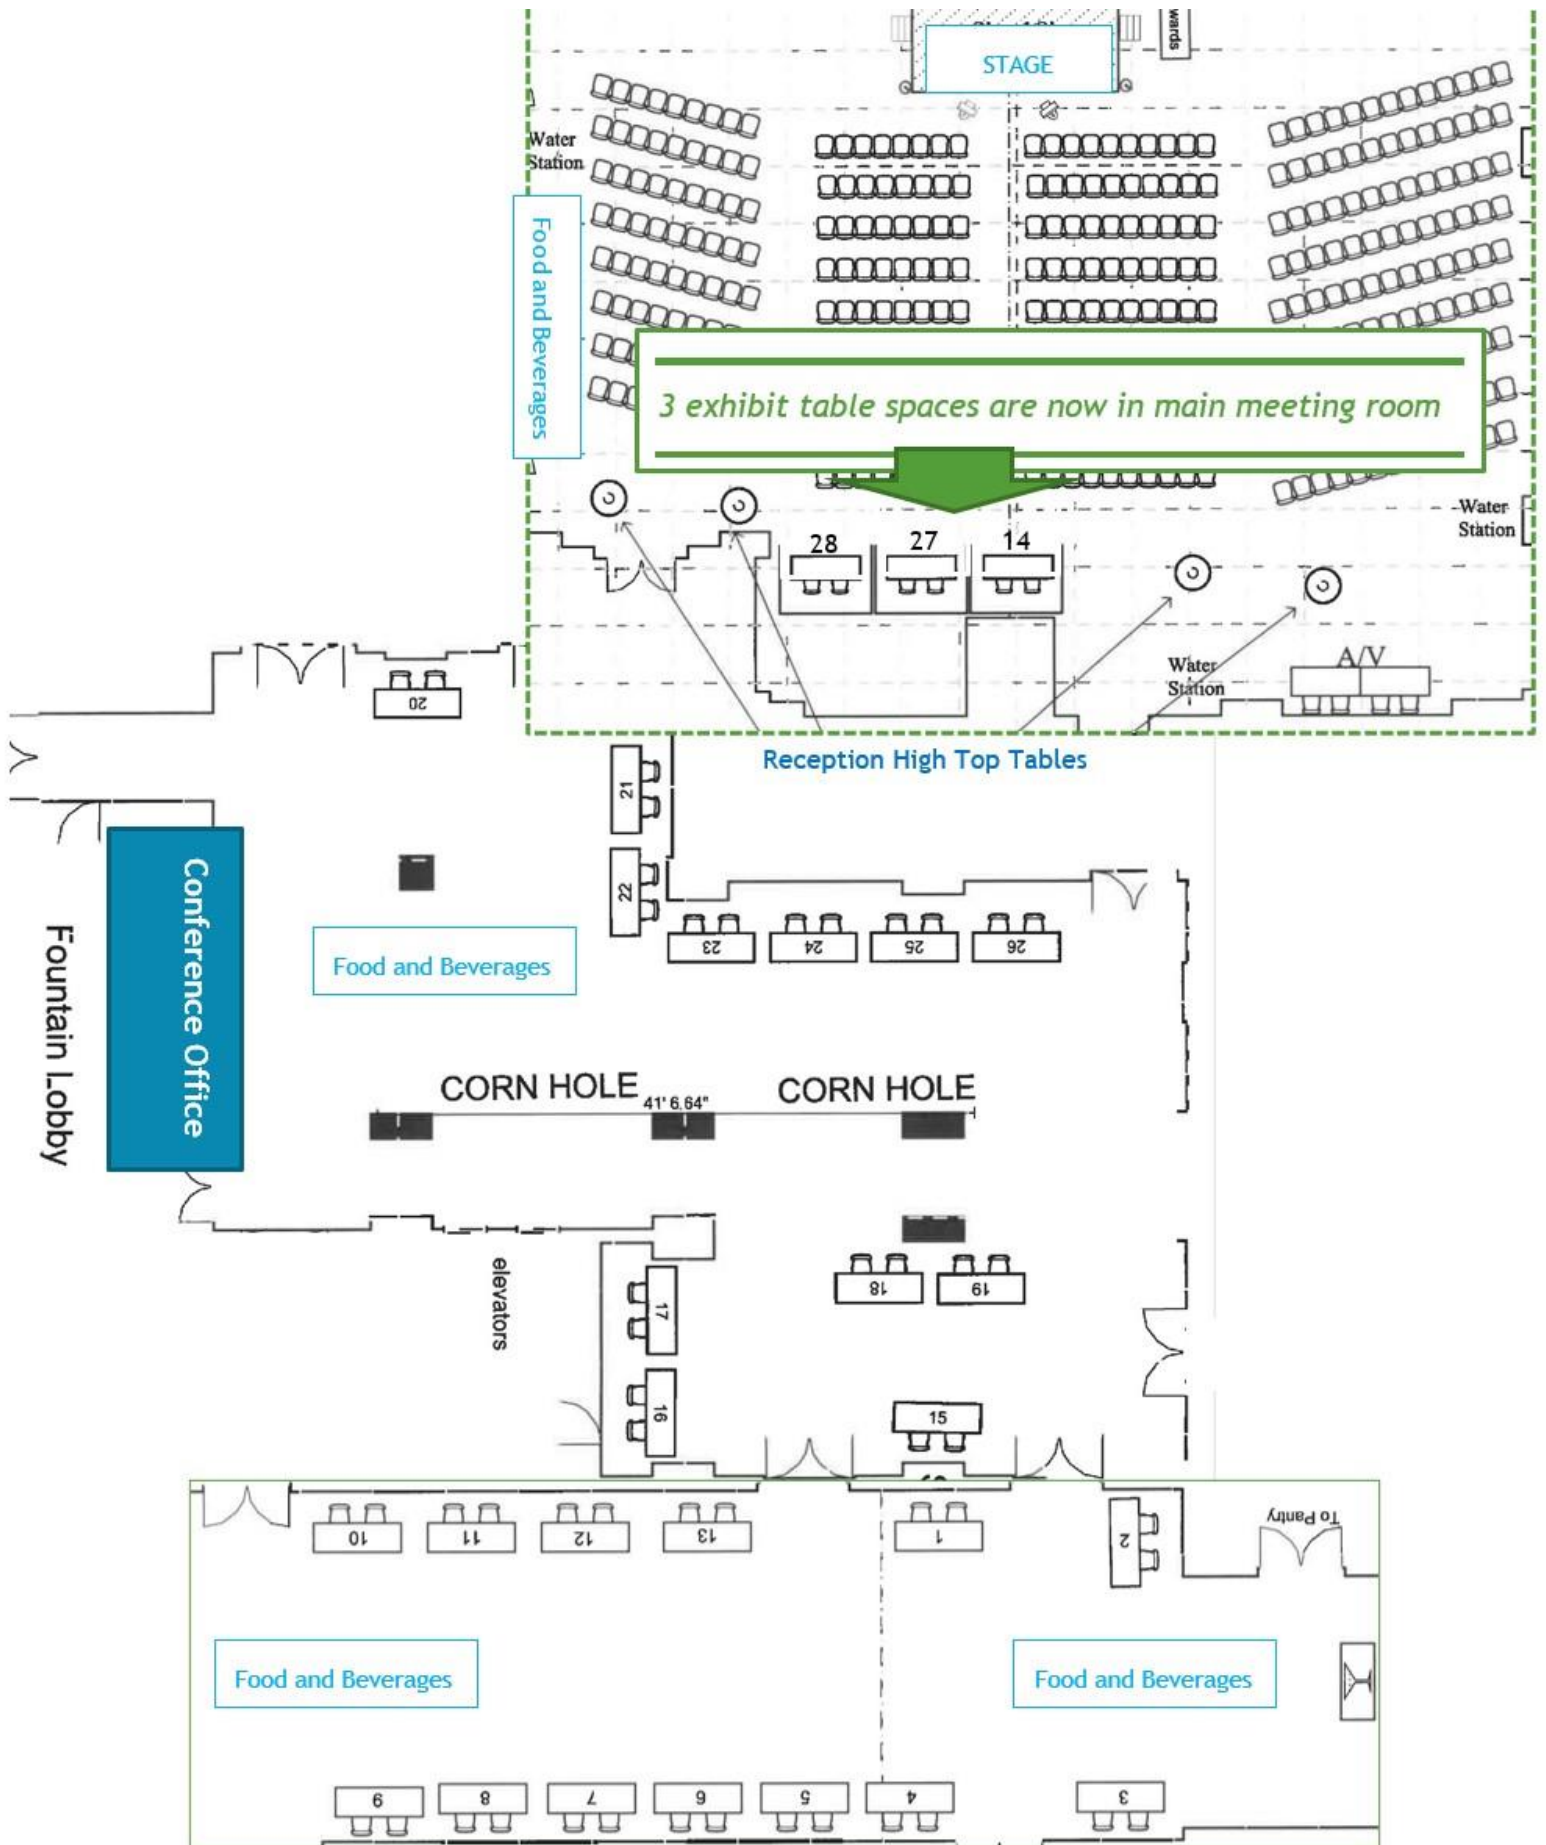 STAGE
wards
Water
Station
Food and Beverages
3 exhibit table spaces are now in main meeting room
Water
Station
28
27
14
Water
Station
A/V
20
Reception High Top Tables
21
22
23
24
25
26
Conference Office
Fountain Lobby
Food and Beverages
CORN HOLE
41' 6.64"
CORN HOLE
elevators
17
18
19
16
15
10
11
12
13
1
2
To Pantry
Food and Beverages
Food and Beverages
9
8
7
6
5
4
3